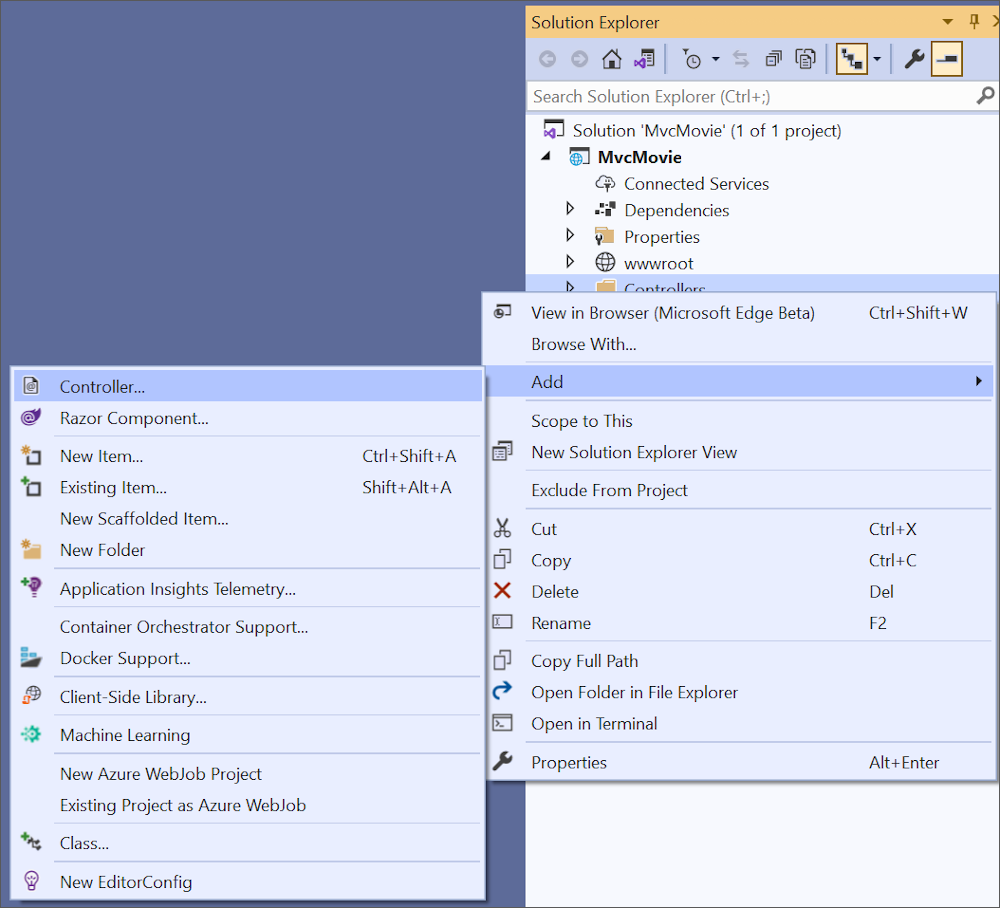 Solution Explorer
Search Solution Explorer (Ctrl+;)
Solution 'MvcMovie' (1 of 1 project)
MvcMovie
Connected Services
Dependencies
Properties
wwwroot
Controllers
View in Browser (Microsoft Edge Beta) Ctrl+Shift+W
Browse With...
Add
Scope to This
New Solution Explorer View
Exclude From Project
Cut Ctrl+X
Copy Ctrl+C
Delete Del
Rename F2
Copy Full Path
Open Folder in File Explorer
Open in Terminal
Properties Alt+Enter
Controller...
Razor Component...
New Item... Ctrl+Shift+A
Existing Item... Shift+Alt+A
New Scaffolded Item...
New Folder
Application Insights Telemetry...
Container Orchestrator Support...
Docker Support...
Client-Side Library...
Machine Learning
New Azure WebJob Project
Existing Project as Azure WebJob
Class...
New EditorConfig